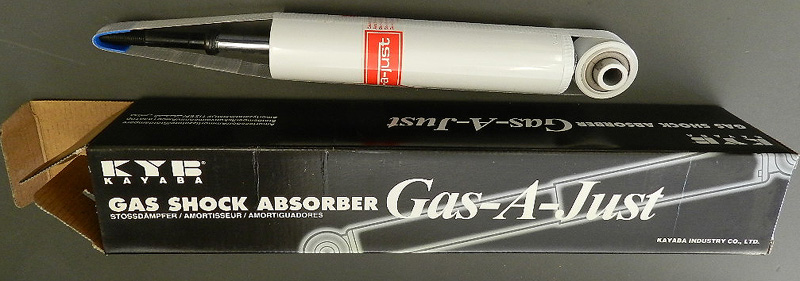 a-just
GAS SHOCK ABSORBER Gas-A-Just
KYB
KYB®
KAYABA
GAS SHOCK ABSORBER Gas-A-Just
STOSSDÄMPFER / AMORTISSEUR / AMORTIGUADORES
KAYABA INDUSTRY CO., LTD.